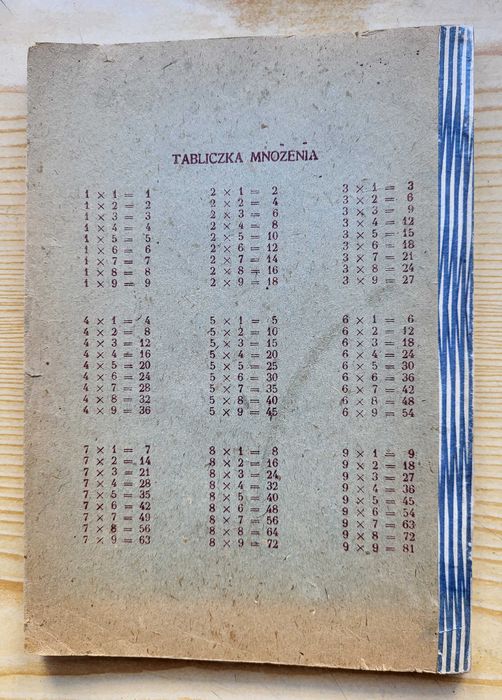 TABLICZKA MNOŻENIA
1 × 1 = 1
1 × 2 = 2
1 × 3 = 3
1 × 4 = 4
1 × 5 = 5
1 × 6 = 6
1 × 7 = 7
1 × 8 = 8
1 × 9 = 9
2 × 1 = 2
2 × 2 = 4
2 × 3 = 6
2 × 4 = 8
2 × 5 = 10
2 × 6 = 12
2 × 7 = 14
2 × 8 = 16
2 × 9 = 18
3 × 1 = 3
3 × 2 = 6
3 × 3 = 9
3 × 4 = 12
3 × 5 = 15
3 × 6 = 18
3 × 7 = 21
3 × 8 = 24
3 × 9 = 27
4 × 1 = 4
4 × 2 = 8
4 × 3 = 12
4 × 4 = 16
4 × 5 = 20
4 × 6 = 24
4 × 7 = 28
4 × 8 = 32
4 × 9 = 36
5 × 1 = 5
5 × 2 = 10
5 × 3 = 15
5 × 4 = 20
5 × 5 = 25
5 × 6 = 30
5 × 7 = 35
5 × 8 = 40
5 × 9 = 45
6 × 1 = 6
6 × 2 = 12
6 × 3 = 18
6 × 4 = 24
6 × 5 = 30
6 × 6 = 36
6 × 7 = 42
6 × 8 = 48
6 × 9 = 54
7 × 1 = 7
7 × 2 = 14
7 × 3 = 21
7 × 4 = 28
7 × 5 = 35
7 × 6 = 42
7 × 7 = 49
7 × 8 = 56
7 × 9 = 63
8 × 1 = 8
8 × 2 = 16
8 × 3 = 24
8 × 4 = 32
8 × 5 = 40
8 × 6 = 48
8 × 7 = 56
8 × 8 = 64
8 × 9 = 72
9 × 1 = 9
9 × 2 = 18
9 × 3 = 27
9 × 4 = 36
9 × 5 = 45
9 × 6 = 54
9 × 7 = 63
9 × 8 = 72
9 × 9 = 81